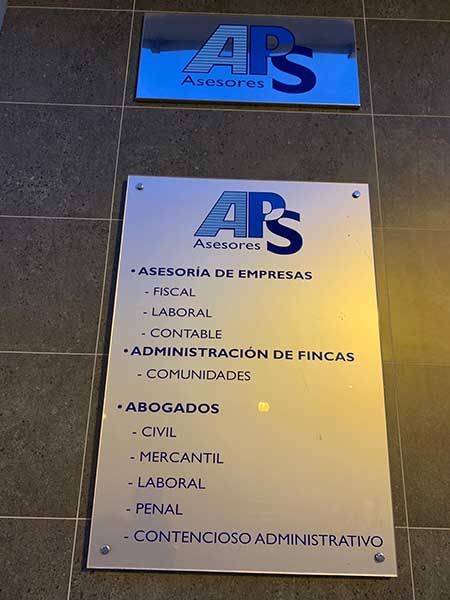 APS
Asesores
APS
Asesores
• ASESORÍA DE EMPRESAS
- FISCAL
- LABORAL
- CONTABLE
• ADMINISTRACIÓN DE FINCAS
- COMUNIDADES
• ABOGADOS
- CIVIL
- MERCANTIL
- LABORAL
- PENAL
- CONTENCIOSO ADMINISTRATIVO